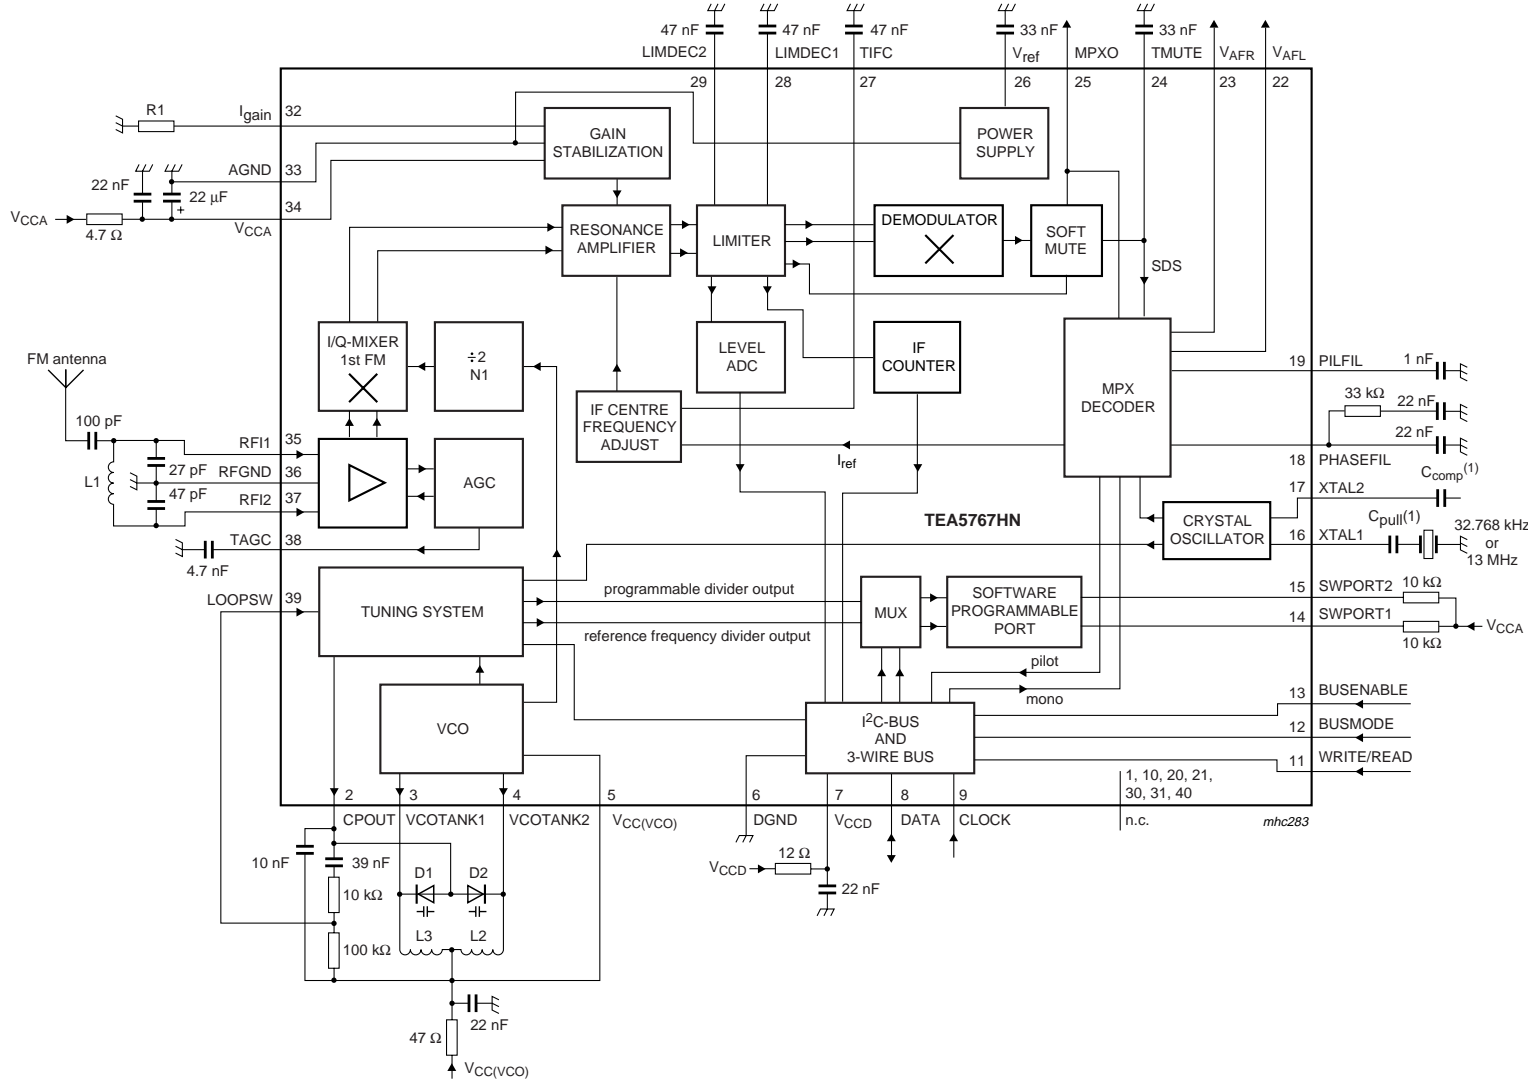 47 nF
47 nF
47 nF
33 nF
33 nF
LIMDEC2
LIMDEC1
TIFC
Vref
MPXO
TMUTE
VAFR
VAFL
29
28
27
26
25
24
23
22
R1
Igain
32
GAIN
STABILIZATION
POWER
SUPPLY
AGND
33
22 nF
22 μF
+
34
VCCA
4.7 Ω
VCCA
RESONANCE
AMPLIFIER
LIMITER
DEMODULATOR
SOFT
MUTE
SDS
I/Q-MIXER
1st FM
÷2
N1
LEVEL
ADC
IF
COUNTER
MPX
DECODER
FM antenna
100 pF
19
PILFIL
1 nF
33 kΩ
22 nF
22 nF
IF CENTRE
FREQUENCY
ADJUST
Iref
18
PHASEFIL
RFI1
35
27 pF
RFGND
36
L1
47 pF
RFI2
37
AGC
TAGC
38
4.7 nF
Ccomp(1)
17
XTAL2
TEA5767HN
CRYSTAL
OSCILLATOR
Cpull(1)
16
XTAL1
32.768 kHz
or
13 MHz
LOOPSW
39
TUNING SYSTEM
programmable divider output
reference frequency divider output
MUX
SOFTWARE
PROGRAMMABLE
PORT
15
SWPORT2
10 kΩ
14
SWPORT1
10 kΩ
VCCA
pilot
mono
VCO
I2C-BUS
AND
3-WIRE BUS
13
BUSENABLE
12
BUSMODE
11
WRITE/READ
1, 10, 20, 21,
30, 31, 40
n.c.
mhc283
2
3
4
5
6
7
8
9
CPOUT
VCOTANK1
VCOTANK2
VCC(VCO)
DGND
VCCD
DATA
CLOCK
10 nF
39 nF
D1
D2
10 kΩ
VCCD
12 Ω
22 nF
L3
L2
100 kΩ
22 nF
47 Ω
VCC(VCO)